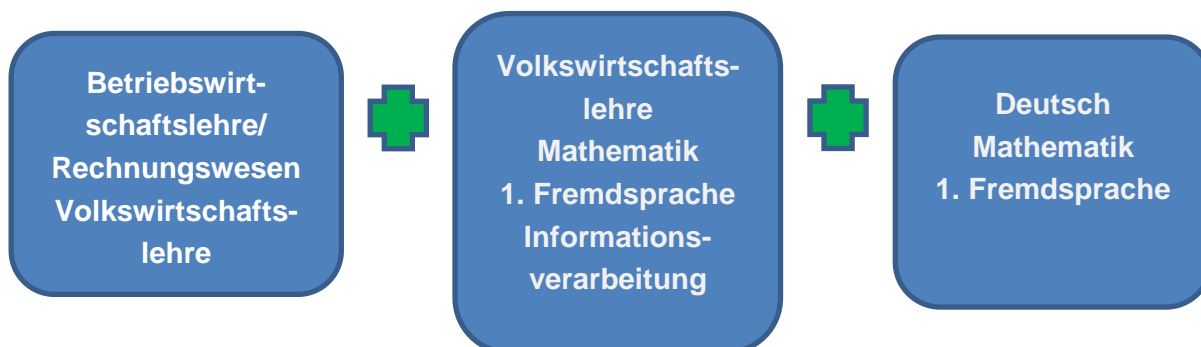 Betriebswirt-
schaftslehre/
Rechnungswesen
Volkswirtschafts-
lehre
Volkswirtschafts-
lehre
Mathematik
1. Fremdsprache
Informations-
verarbeitung
Deutsch
Mathematik
1. Fremdsprache